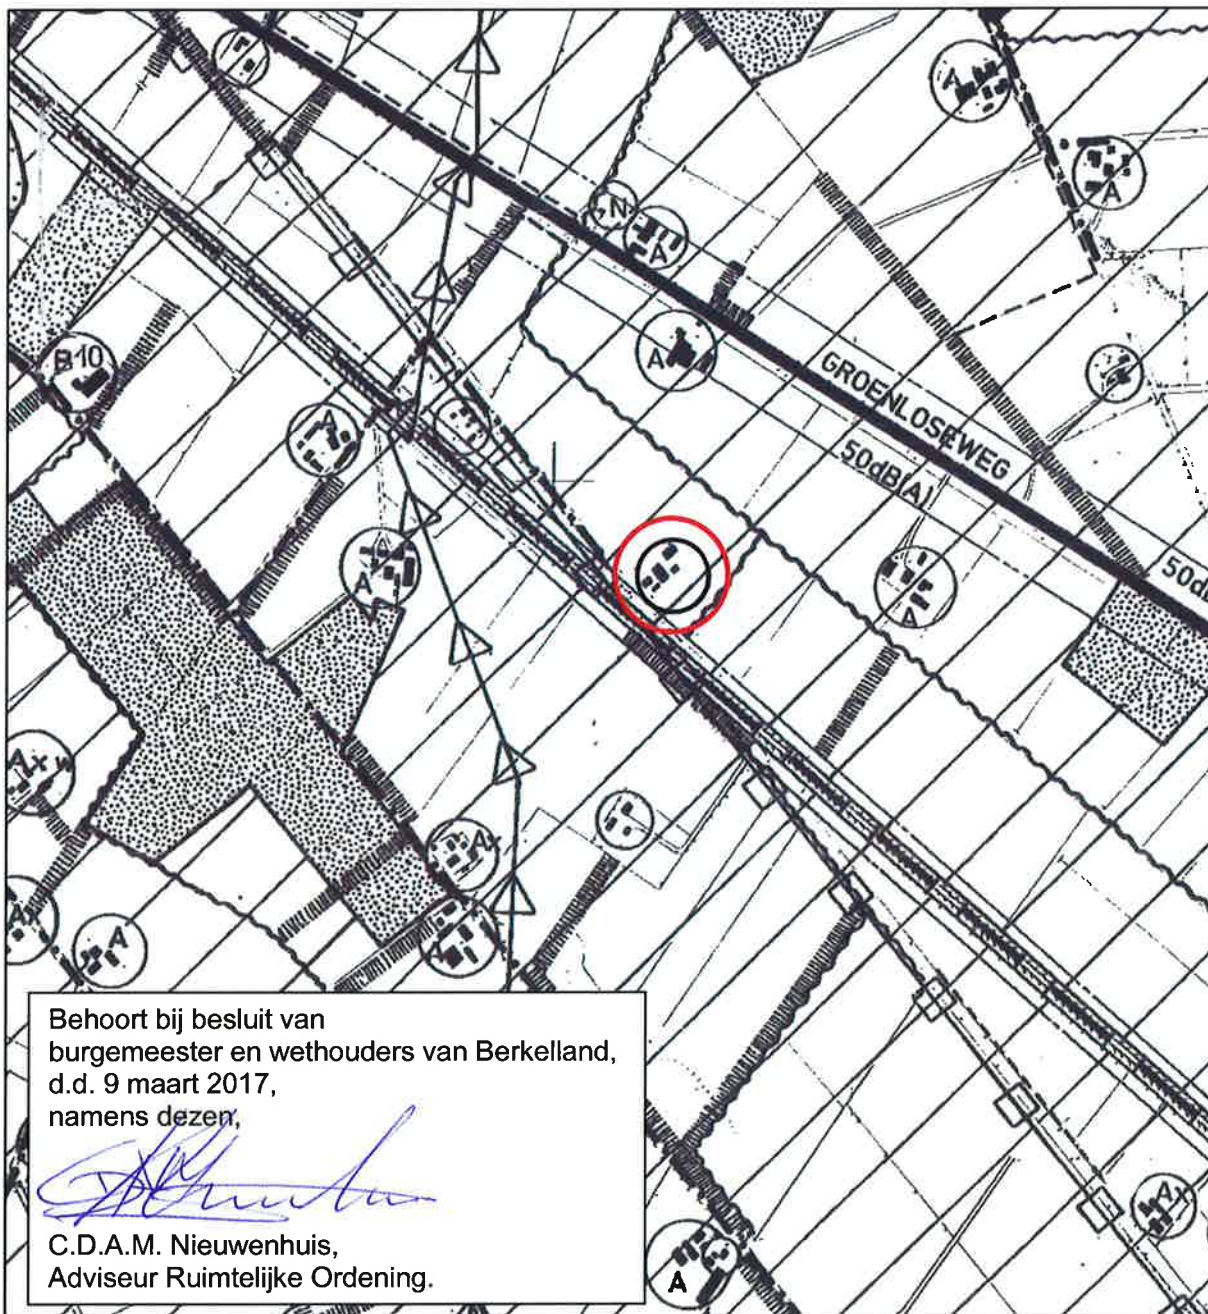 A
A
N
A
A
GROENLOSEWEG
50dB(A)
50d
B10
A
A
A
Ax w
Ax
Ax
A
Behoort bij besluit van
burgemeester en wethouders van Berkelland,
d.d. 9 maart 2017,
namens dezen,
C.D.A.M. Nieuwenhuis,
Adviseur Ruimtelijke Ordening.
A
Ax